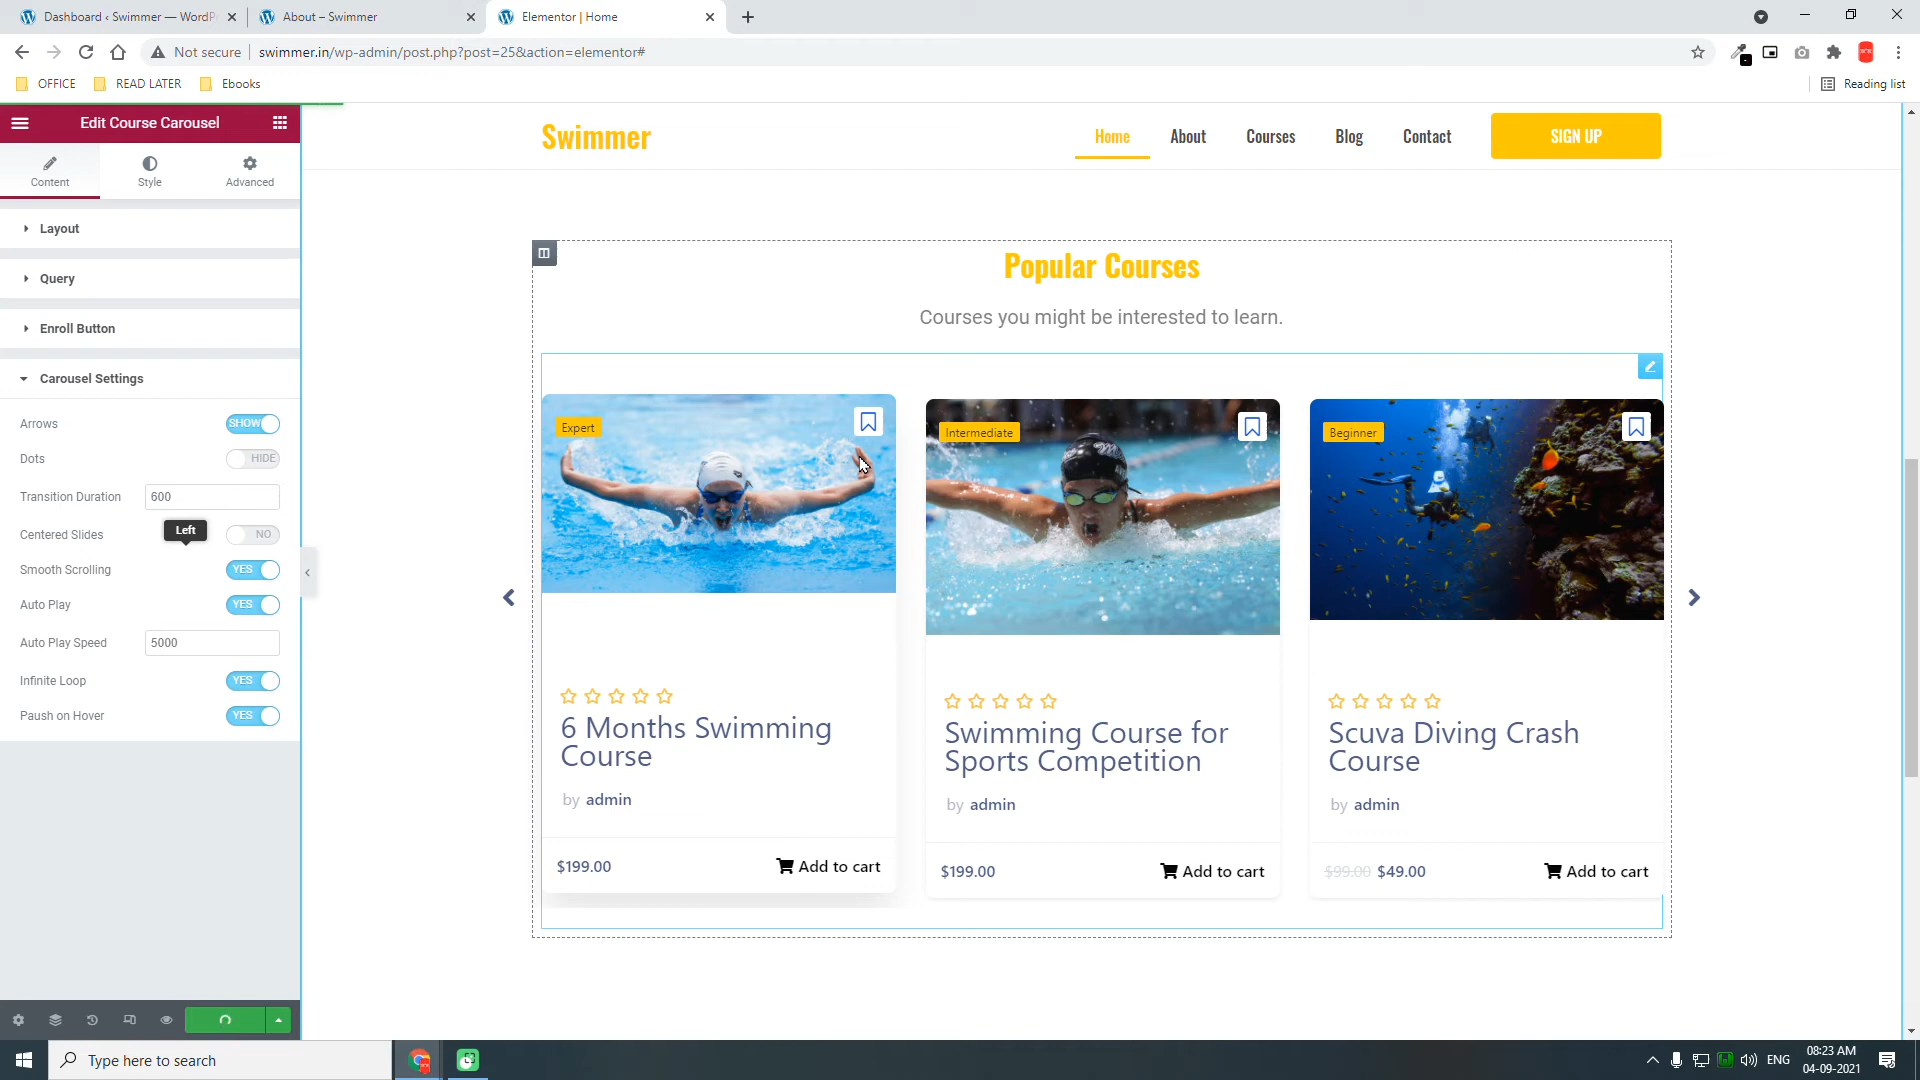 Dashboard ‹ Swimmer — WordP
About – Swimmer
Elementor | Home
Not secure
swimmer.in/wp-admin/post.php?post=25&action=elementor#
OFFICE
READ LATER
Ebooks
Reading list
Edit Course Carousel
Content
Style
Advanced
Layout
Query
Enroll Button
Carousel Settings
Arrows
SHOW
Dots
HIDE
Transition Duration
600
Left
Centered Slides
NO
Smooth Scrolling
YES
Auto Play
YES
Auto Play Speed
5000
Infinite Loop
YES
Paush on Hover
YES
Swimmer
Home
About
Courses
Blog
Contact
SIGN UP
Popular Courses
Courses you might be interested to learn.
Expert
6 Months Swimming
Course
by admin
$199.00
Add to cart
Intermediate
Swimming Course for
Sports Competition
by admin
$199.00
Add to cart
Beginner
Scuva Diving Crash
Course
by admin
$99.00 $49.00
Add to cart
Type here to search
ENG
08:23 AM
04-09-2021